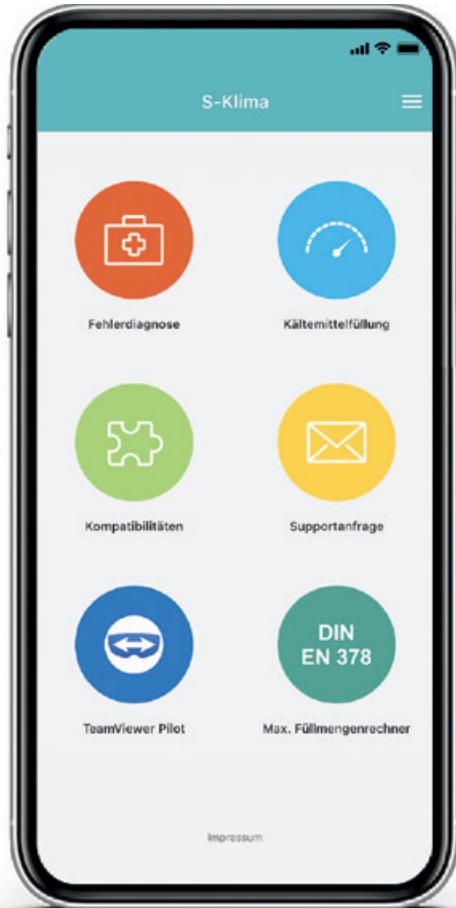 S-Klima
Fehlerdiagnose
Kältemittelfüllung
Kompatibilitäten
Supportanfrage
DIN
EN 378
TeamViewer Pilot
Max. Füllmengenrechner
Impressum